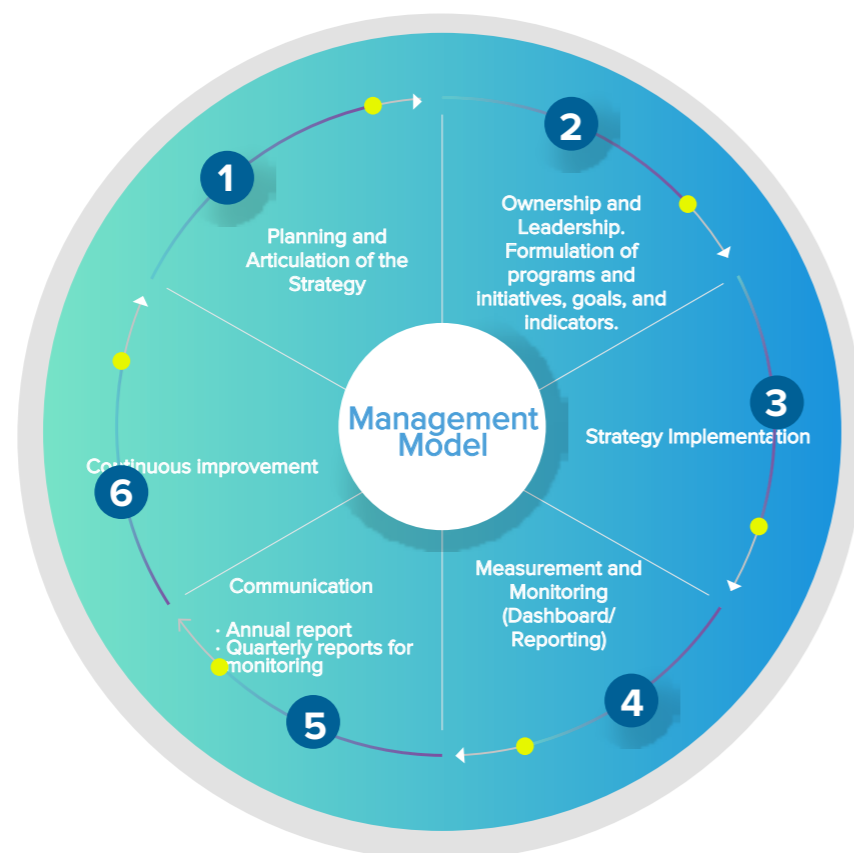 1
Planning and
Articulation of the
Strategy
2
Ownership and
Leadership.
Formulation of
programs and
initiatives, goals, and
indicators.
3
Strategy Implementation
4
Measurement and
Monitoring
(Dashboard/
Reporting)
5
Communication
· Annual report
· Quarterly reports for
monitoring
6
Continuous improvement
Management
Model